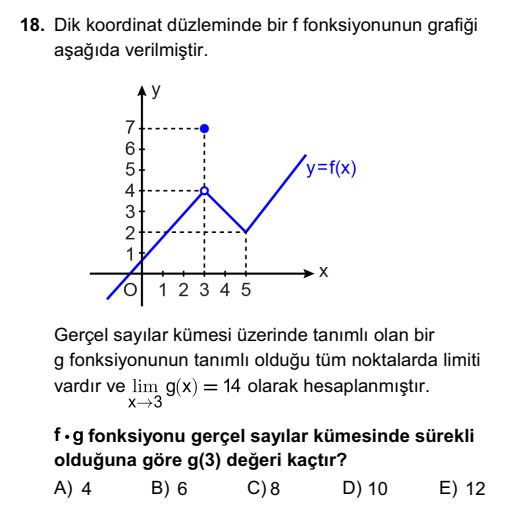 18. Dik koordinat düzleminde bir f fonksiyonunun grafiği
aşağıda verilmiştir.
y
7
6
5
4
3
2
1
y=f(x)
x
O 1 2 3 4 5
Gerçel sayılar kümesi üzerinde tanımlı olan bir
g fonksiyonunun tanımlı olduğu tüm noktalarda limiti
vardır ve lim g(x) = 14 olarak hesaplanmıştır.
x→3
f•g fonksiyonu gerçel sayılar kümesinde sürekli
olduğuna göre g(3) değeri kaçtır?
A) 4 B) 6 C) 8 D) 10 E) 12